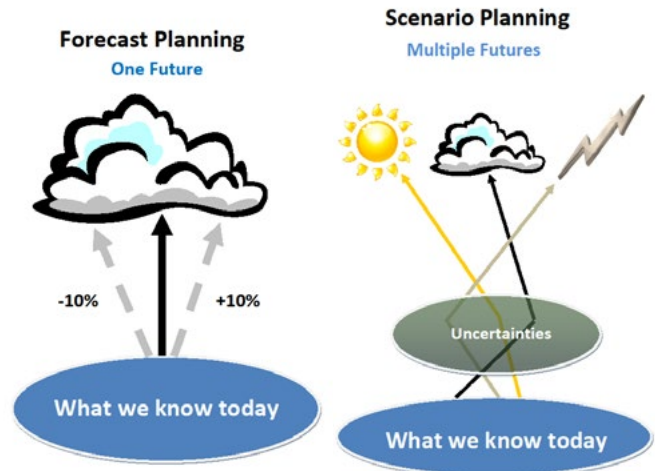 Forecast Planning
One Future
-10%
+10%
What we know today
Scenario Planning
Multiple Futures
Uncertainties
What we know today